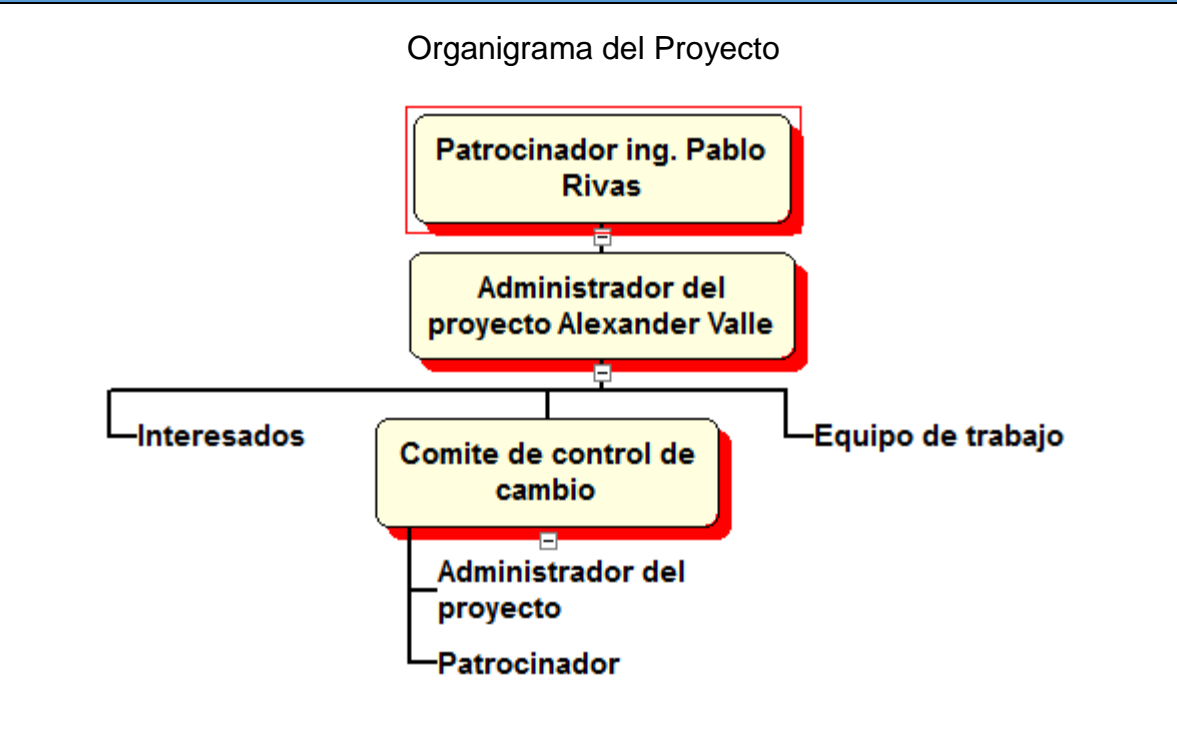 Organigrama del Proyecto
Patrocinador ing. Pablo
Rivas
Administrador del
proyecto Alexander Valle
Interesados
Comite de control de
cambio
Equipo de trabajo
Administrador del
proyecto
Patrocinador